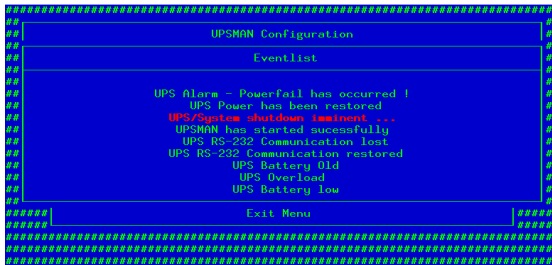 UPSMAN Configuration
Eventlist
UPS Alarm - Powerfail has occurred !
UPS Power has been restored
UPS/System shutdown imminent ...
UPSMAN has started sucessfully
UPS RS-232 Communication lost
UPS RS-232 Communication restored
UPS Battery Old
UPS Overload
UPS Battery low
Exit Menu